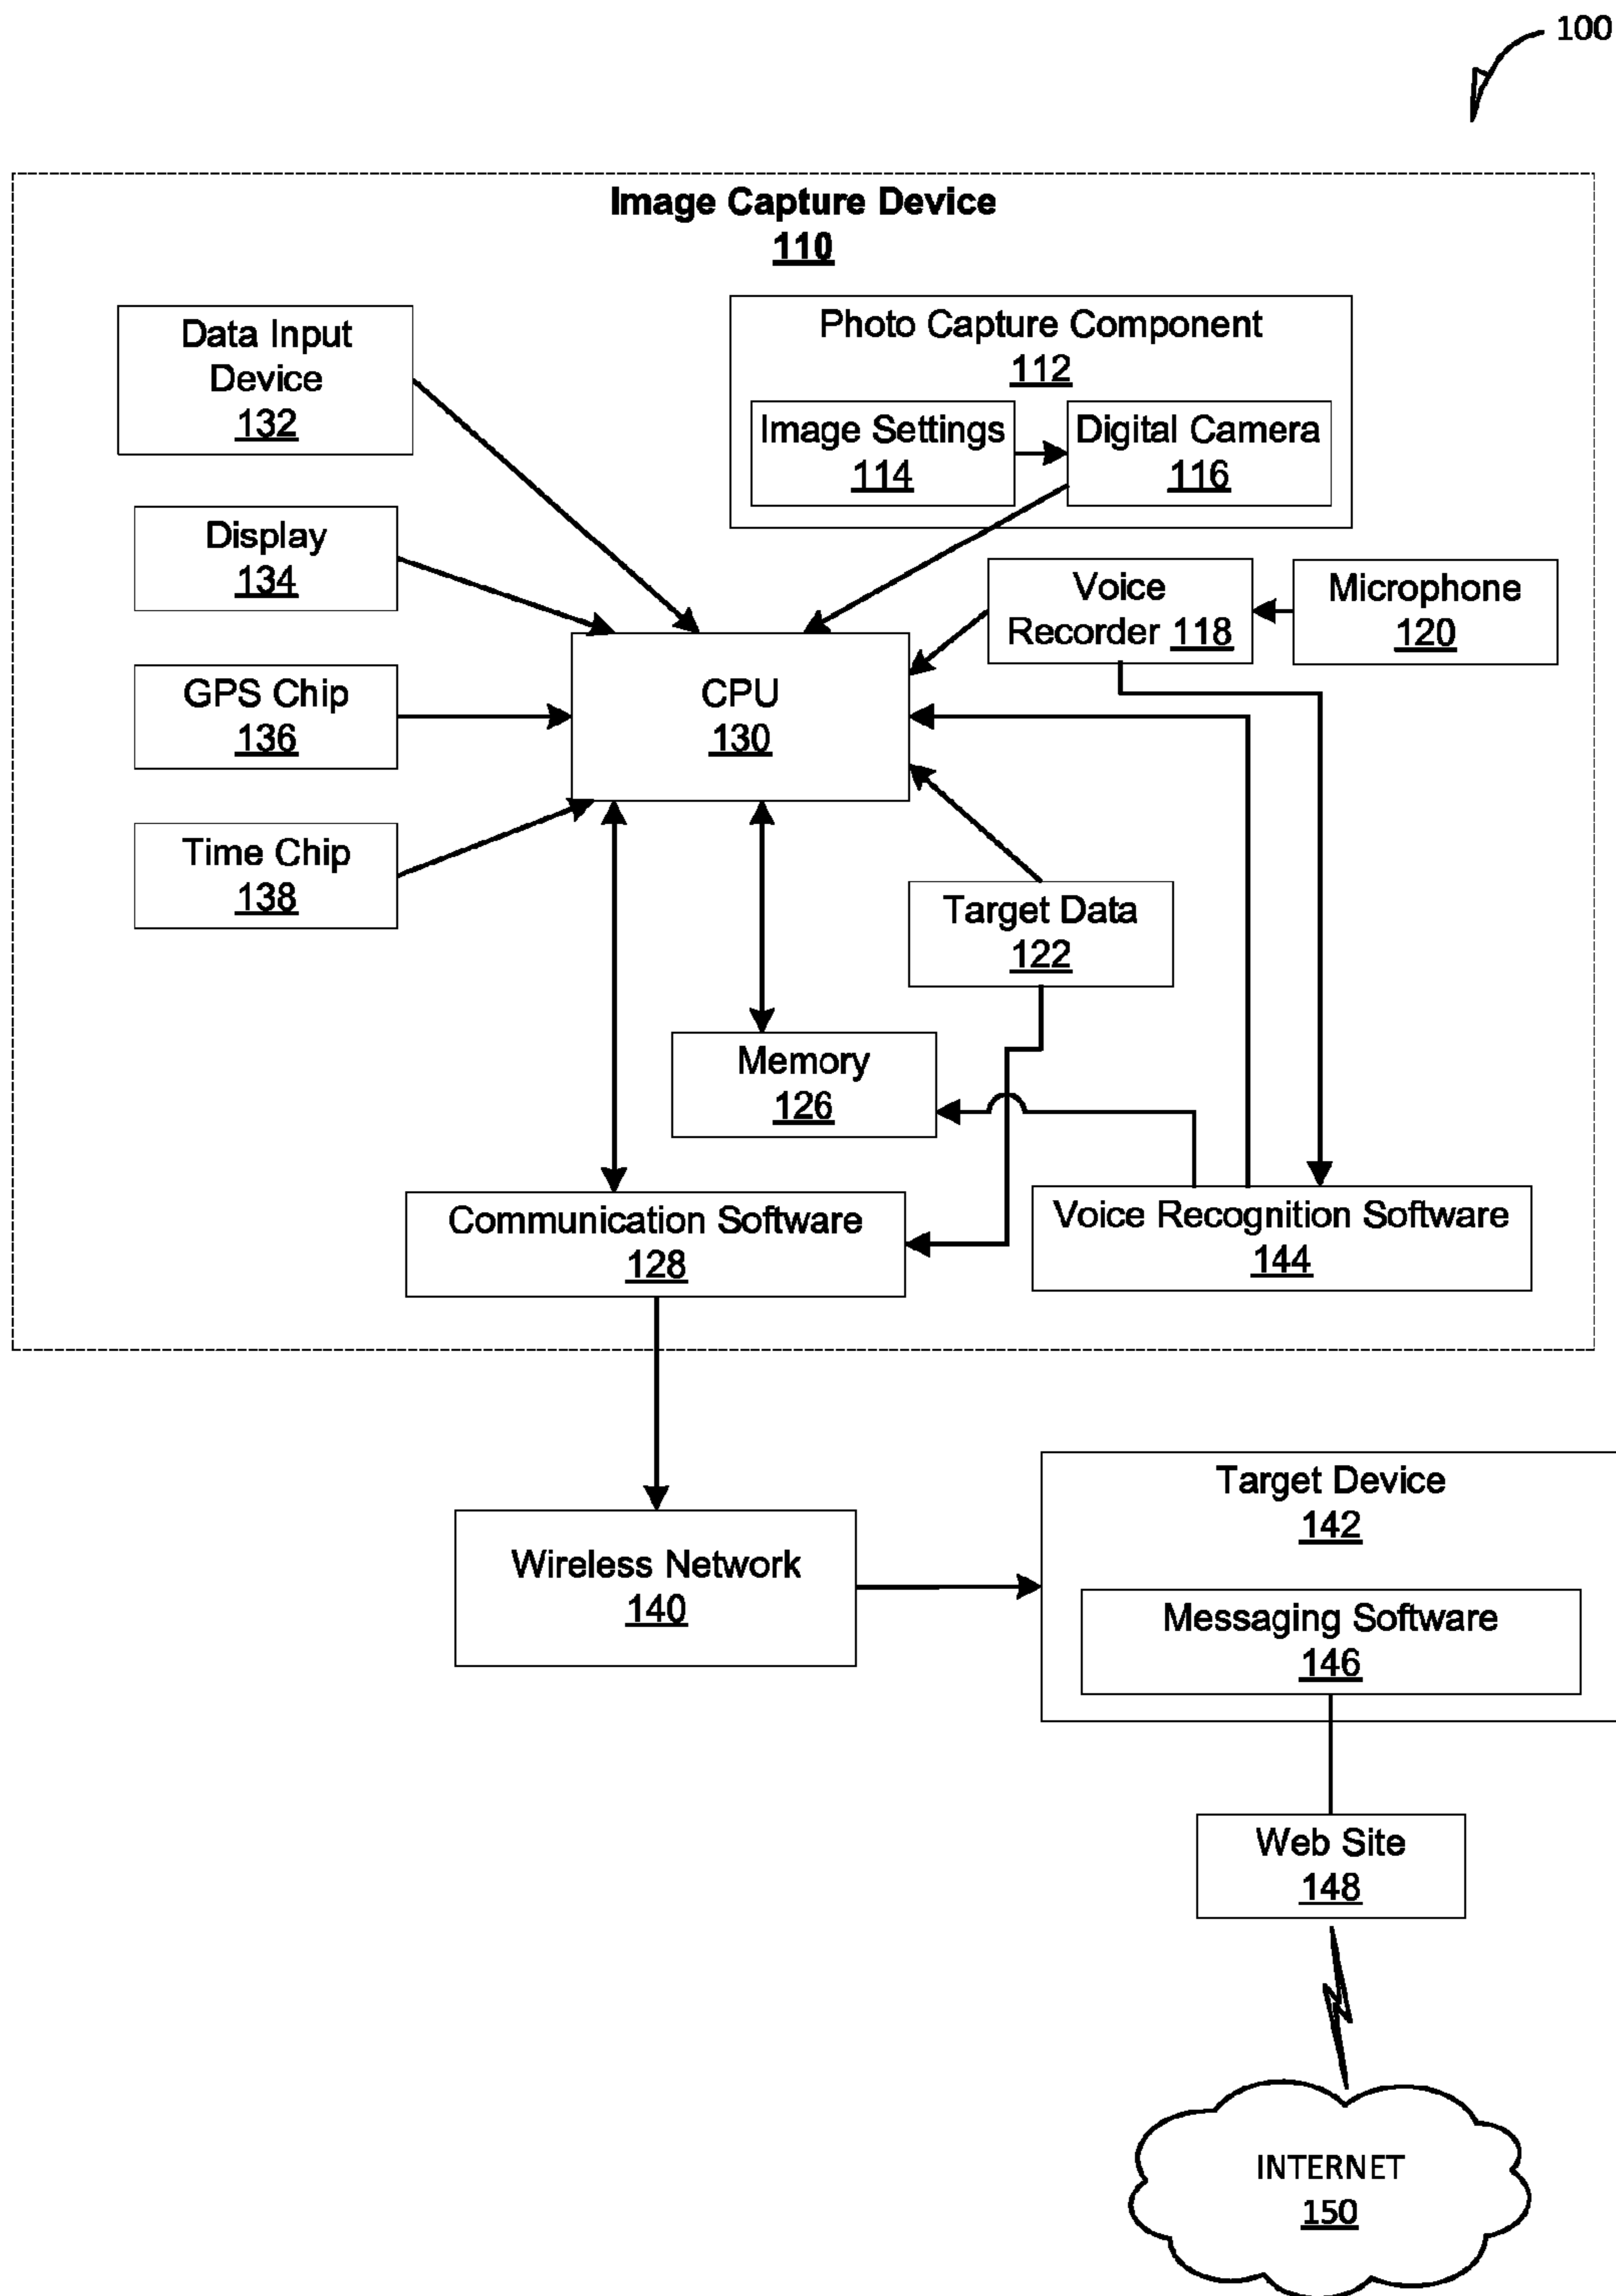 100
Image Capture Device
110
Data Input
Device
132
Photo Capture Component
112
Image Settings
114
Digital Camera
116
Display
134
Voice
Recorder 118
Microphone
120
GPS Chip
136
CPU
130
Time Chip
138
Target Data
122
Memory
126
Communication Software
128
Voice Recognition Software
144
Target Device
142
Wireless Network
140
Messaging Software
146
Web Site
148
INTERNET
150